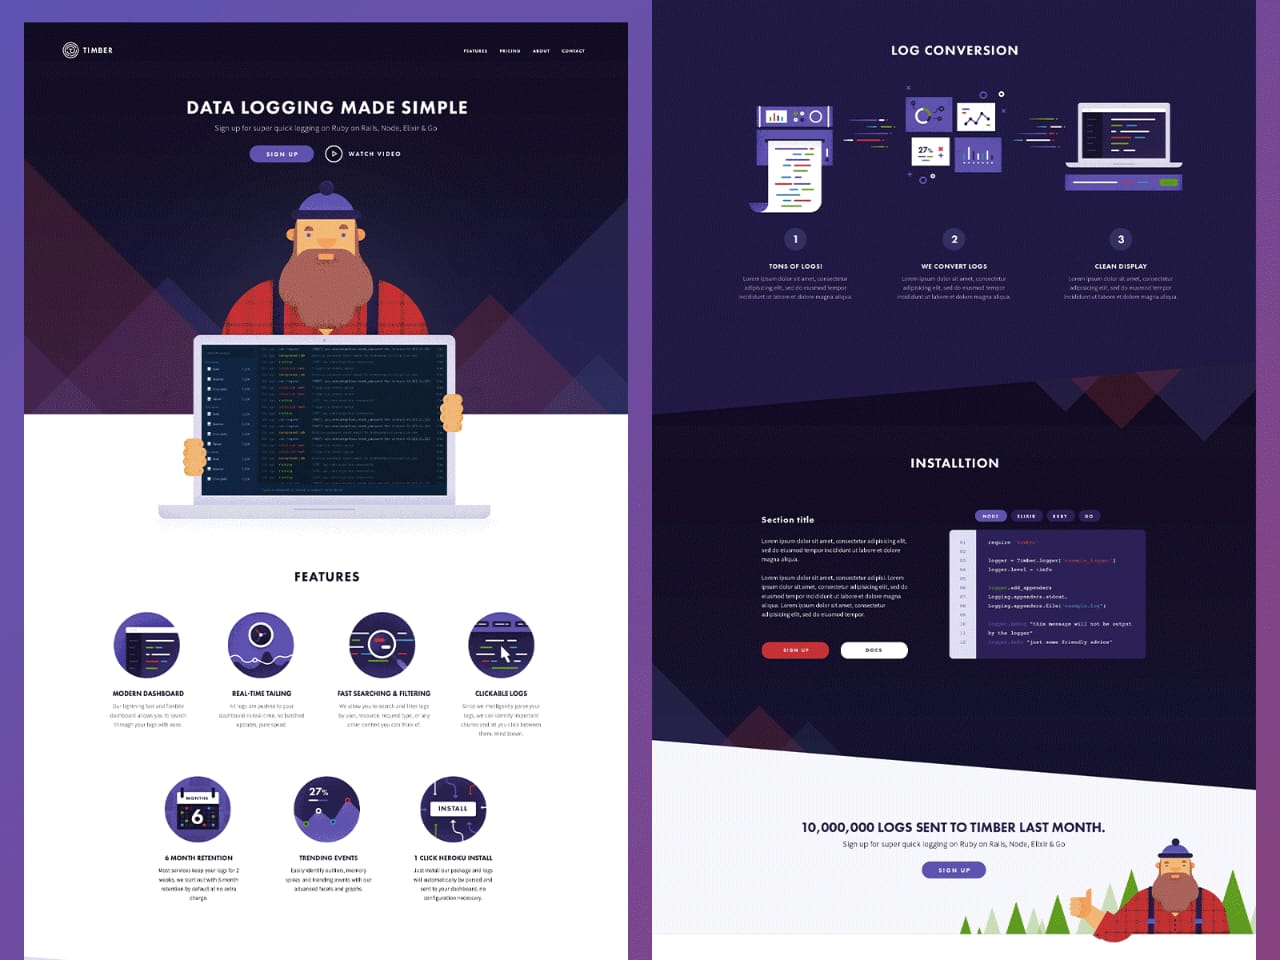 TIMBER
FEATURES PRICING ABOUT CONTACT
DATA LOGGING MADE SIMPLE
Sign up for super quick logging on Ruby on Rails, Node, Elixir & Go
SIGN UP
WATCH VIDEO
FEATURES
MODERN DASHBOARD
Our lightning fast and flexible
dashboard allows you to search
through your logs with ease.
REAL-TIME TAILING
All logs are pushed to your
dashboard in real-time, no batched
updates, pure speed.
FAST SEARCHING & FILTERING
We allow you to search and filter logs
by user, resource, request type, or any
other context you can think of.
CLICKABLE LOGS
Since we intelligently parse your
logs, we can identify important
chunks and let you click between
them. Mind blown.
MONTHS
6
27%
INSTALL
6 MONTH RETENTION
Most services keep your logs for 2
weeks, we start out with 6 month
retention by default at no extra
charge.
TRENDING EVENTS
Easily identify outliers, memory
spikes and trending events with our
advanced facets and graphs.
1 CLICK HEROKU INSTALL
Just install our package and logs
will automatically be parsed and
sent to your dashboard, no
configuration necessary.
LOG CONVERSION
27%
1
TONS OF LOGS!
Lorem ipsum dolor sit amet, consectetur
adipisicing elit, sed do eiusmod tempor
incididunt ut labore et dolore magna aliqua.
2
WE CONVERT LOGS
Lorem ipsum dolor sit amet, consectetur
adipisicing elit, sed do eiusmod tempor
incididunt ut labore et dolore magna aliqua.
3
CLEAN DISPLAY
Lorem ipsum dolor sit amet, consectetur
adipisicing elit, sed do eiusmod tempor
incididunt ut labore et dolore magna aliqua.
INSTALLTION
Section title
Lorem ipsum dolor sit amet, consectetur adipisicing elit,
sed do eiusmod tempor incididunt ut labore et dolore
magna aliqua.
Lorem ipsum dolor sit amet, consectetur adipisi. Lorem
ipsum dolor sit amet, consectetur adipisicing elit, sed do
eiusmod tempor incididunt ut labore et dolore magna
aliqua. Lorem ipsum dolor sit amet, consectetur
adipisicing elit, sed do eiusmod tempor.
SIGN UP
DOCS
NODE ELIXIR RUBY GO
01 require 'timber'
02
03 logger = Timber.logger['example_logger']
04 logger.level = :info
05
06 logger.add_appenders
07 Logging.appenders.stdout,
08 Logging.appenders.file('example.log')
09
10 logger.debug "this message will not be output
11 by the logger"
12 logger.info "just some friendly advice"
10,000,000 LOGS SENT TO TIMBER LAST MONTH.
Sign up for super quick logging on Ruby on Rails, Node, Elixir & Go
SIGN UP